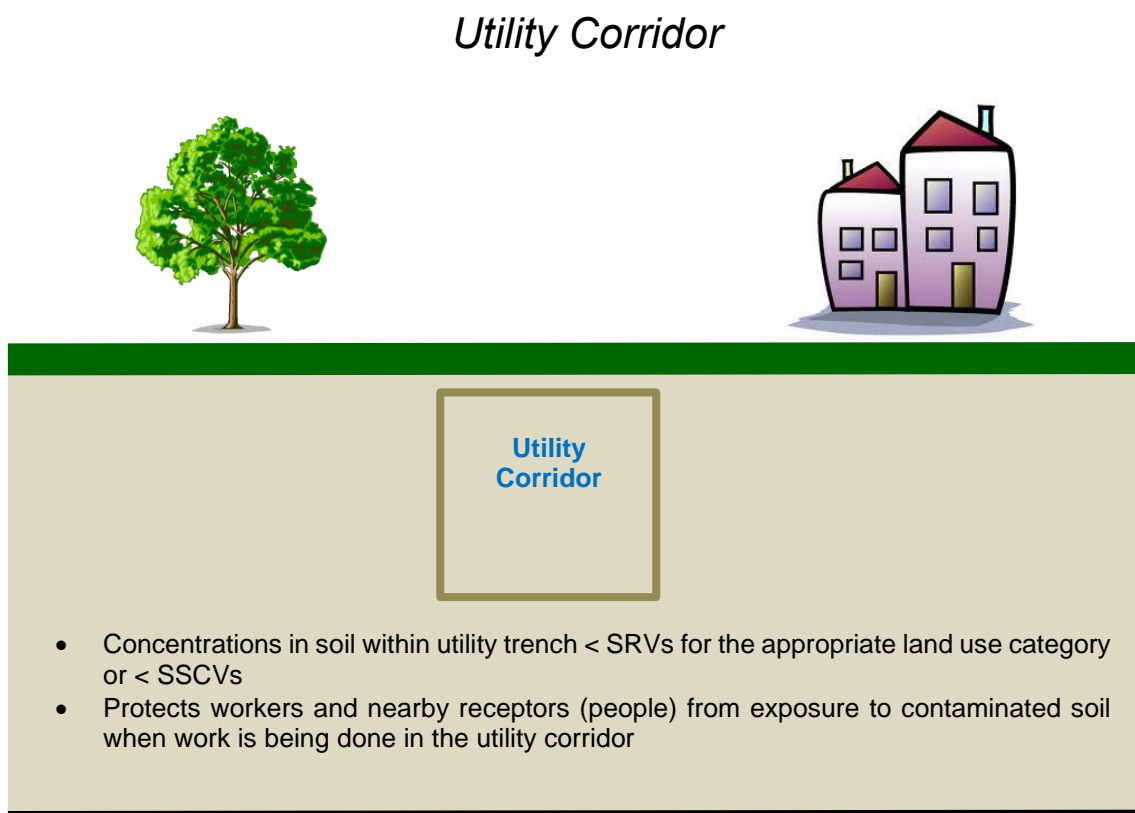 Utility Corridor
Utility
Corridor
• Concentrations in soil within utility trench < SRVs for the appropriate land use category
or < SSCVs
• Protects workers and nearby receptors (people) from exposure to contaminated soil
when work is being done in the utility corridor